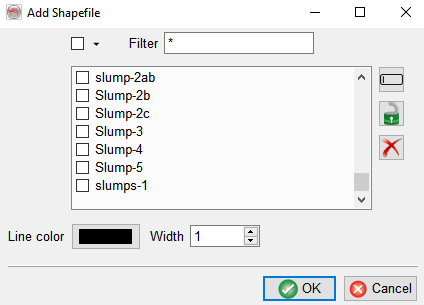 Add Shapefile
Filter *
slump-2ab
Slump-2b
Slump-2c
Slump-3
Slump-4
Slump-5
slumps-1
Line color Width 1
OK Cancel